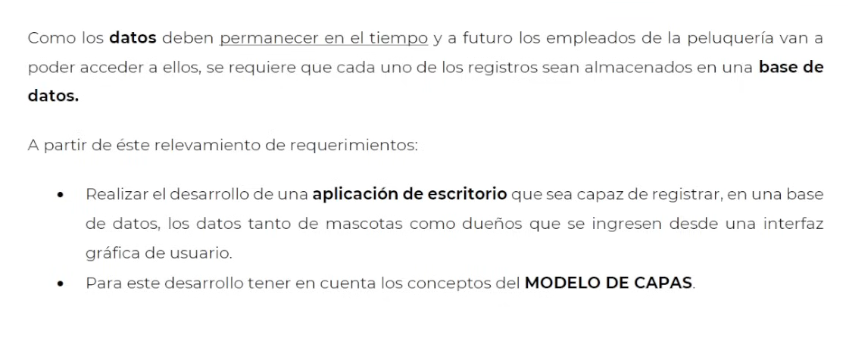 Como los datos deben permanecer en el tiempo y a futuro los empleados de la peluquería van a
poder acceder a ellos, se requiere que cada uno de los registros sean almacenados en una base de
datos.
A partir de éste relevamiento de requerimientos:
• Realizar el desarrollo de una aplicación de escritorio que sea capaz de registrar, en una base
de datos, los datos tanto de mascotas como dueños que se ingresen desde una interfaz
gráfica de usuario.
• Para este desarrollo tener en cuenta los conceptos del MODELO DE CAPAS.